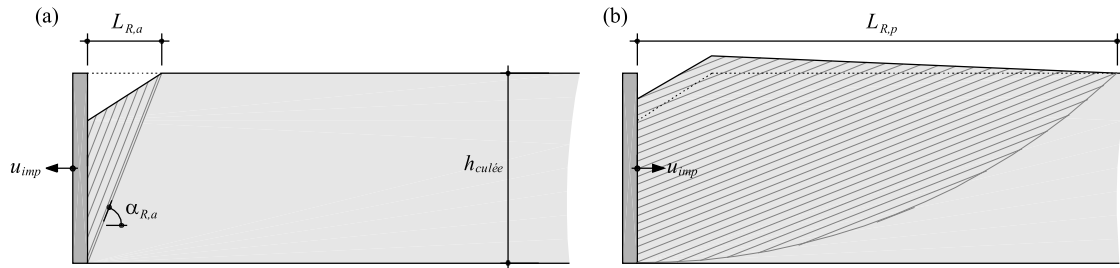 (a)
L_{R,a}
u_{imp}
α_{R,a}
h_{culée}
(b)
L_{R,p}
u_{imp}